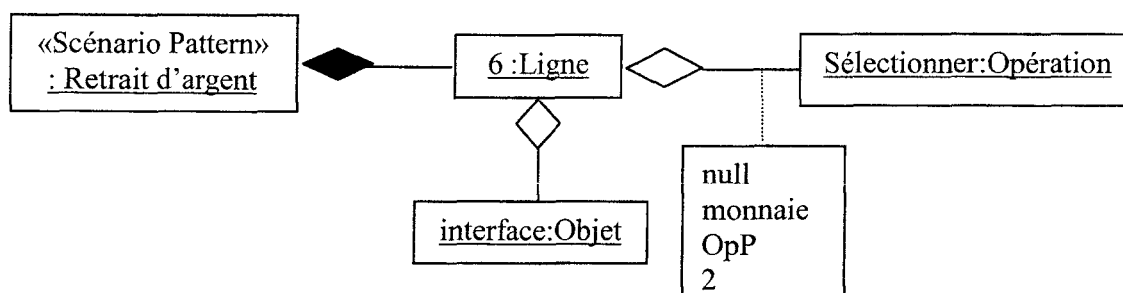 «Scénario Pattern»
: Retrait d’argent
6 :Ligne
Sélectionner:Opération
interface:Objet
null
monnaie
OpP
2